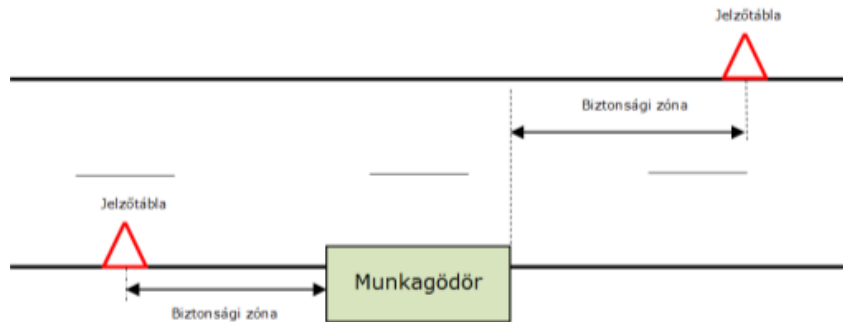 Jelzőtábla
Biztonsági zóna
Jelzőtábla
Munkagödör
Biztonsági zóna